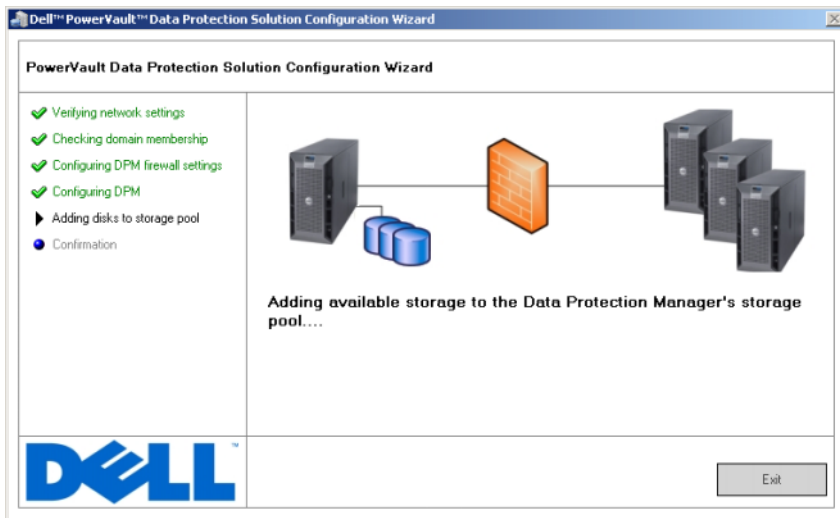 Dell™ PowerVault™ Data Protection Solution Configuration Wizard
PowerVault Data Protection Solution Configuration Wizard
Verifying network settings
Checking domain membership
Configuring DPM firewall settings
Configuring DPM
Adding disks to storage pool
Confirmation
Adding available storage to the Data Protection Manager's storage
pool....
DELL™
Exit